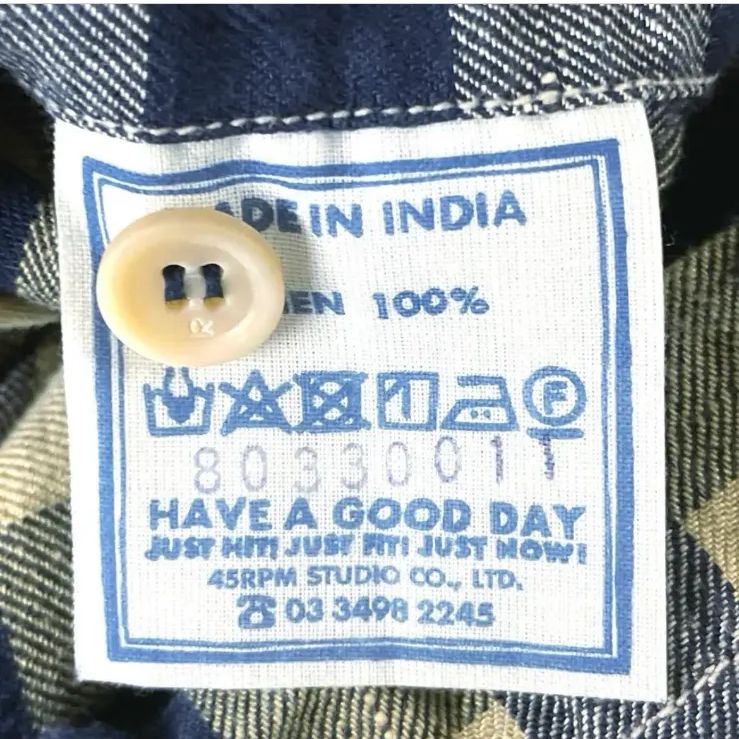 ADE IN INDIA
EN 100%
F
80330011
HAVE A GOOD DAY
JUST HIT! JUST FIT! JUST NOW!
45RPM STUDIO CO., LTD.
☎ 03 3498 2245